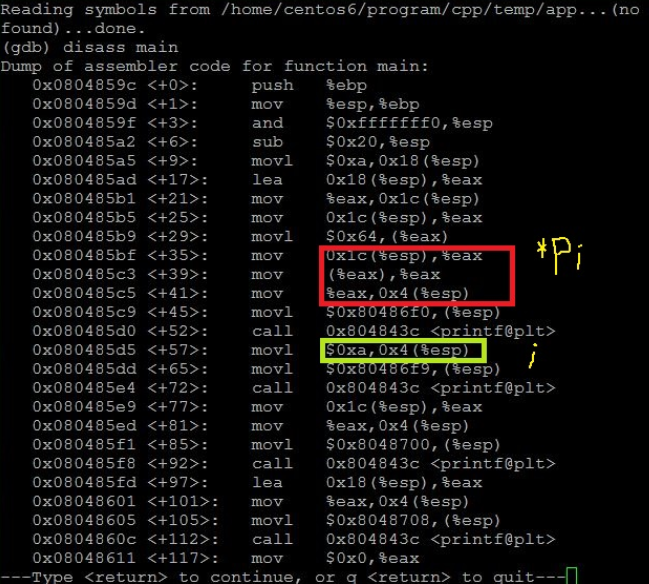 Reading symbols from /home/centos6/program/cpp/temp/app...(no
found)...done.
(gdb) disass main
Dump of assembler code for function main:
   0x0804859c <+0>:     push   %ebp
   0x0804859d <+1>:     mov    %esp,%ebp
   0x0804859f <+3>:     and    $0xfffffff0,%esp
   0x080485a2 <+6>:     sub    $0x20,%esp
   0x080485a5 <+9>:     movl   $0xa,0x18(%esp)
   0x080485ad <+17>:    lea    0x18(%esp),%eax
   0x080485b1 <+21>:    mov    %eax,0x1c(%esp)
   0x080485b5 <+25>:    mov    0x1c(%esp),%eax
   0x080485b9 <+29>:    movl   $0x64,(%eax)
   0x080485bf <+35>:    mov    0x1c(%esp),%eax
   0x080485c3 <+39>:    mov    (%eax),%eax
*Pi
   0x080485c5 <+41>:    mov    %eax,0x4(%esp)
   0x080485c9 <+45>:    movl   $0x80486f0,(%esp)
   0x080485d0 <+52>:    call   0x804843c <printf@plt>
   0x080485d5 <+57>:    movl   $0xa,0x4(%esp)
i
   0x080485dd <+65>:    movl   $0x80486f9,(%esp)
   0x080485e4 <+72>:    call   0x804843c <printf@plt>
   0x080485e9 <+77>:    mov    0x1c(%esp),%eax
   0x080485ed <+81>:    mov    %eax,0x4(%esp)
   0x080485f1 <+85>:    movl   $0x8048700,(%esp)
   0x080485f8 <+92>:    call   0x804843c <printf@plt>
   0x080485fd <+97>:    lea    0x18(%esp),%eax
   0x08048601 <+101>:   mov    %eax,0x4(%esp)
   0x08048605 <+105>:   movl   $0x8048708,(%esp)
   0x0804860c <+112>:   call   0x804843c <printf@plt>
   0x08048611 <+117>:   mov    $0x0,%eax
---Type <return> to continue, or q <return> to quit---